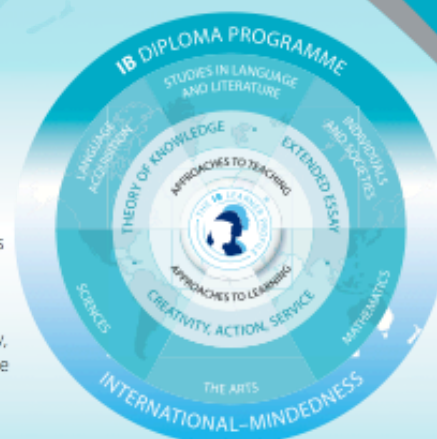 IB DIPLOMA PROGRAMME
STUDIES IN LANGUAGE
AND LITERATURE
LANGUAGE
ACQUISITION
INDIVIDUALS
AND SOCIETIES
THEORY OF KNOWLEDGE
EXTENDED ESSAY
APPROACHES TO TEACHING
THE IB LEARNER PROFILE
APPROACHES TO LEARNING
CREATIVITY, ACTION, SERVICE
SCIENCES
MATHEMATICS
THE ARTS
INTERNATIONAL-MINDEDNESS